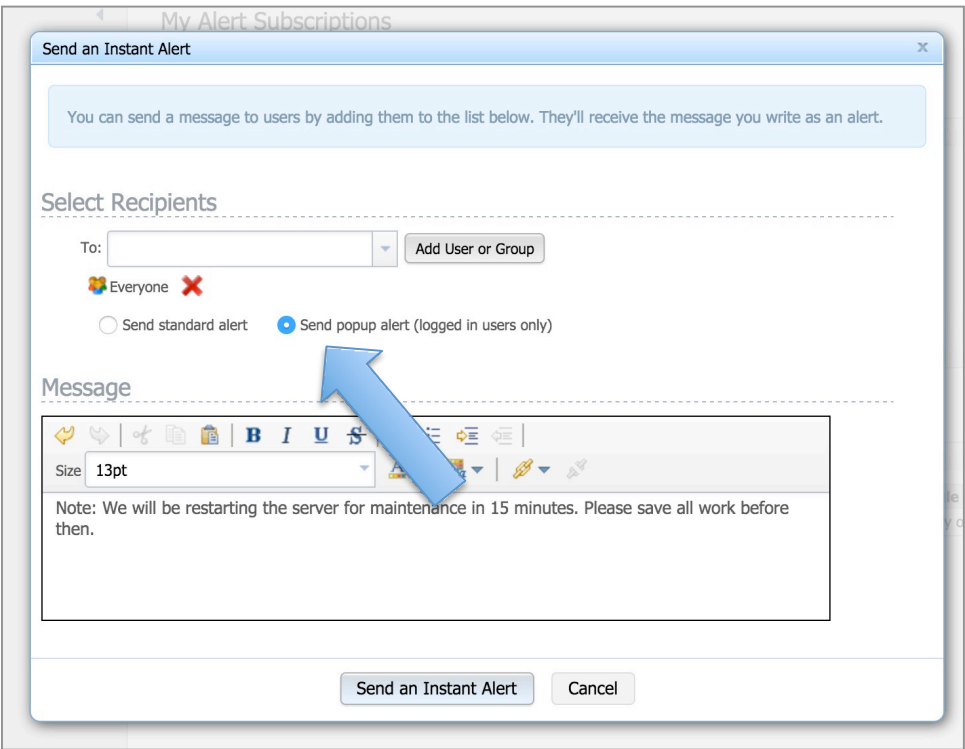 My Alert Subscriptions
Send an Instant Alert
x
You can send a message to users by adding them to the list below. They'll receive the message you write as an alert.
Select Recipients
To: Add User or Group
Everyone
Send standard alert Send popup alert (logged in users only)
Message
B I U S
Size 13pt A
Note: We will be restarting the server for maintenance in 15 minutes. Please save all work before
then.
Send an Instant Alert Cancel